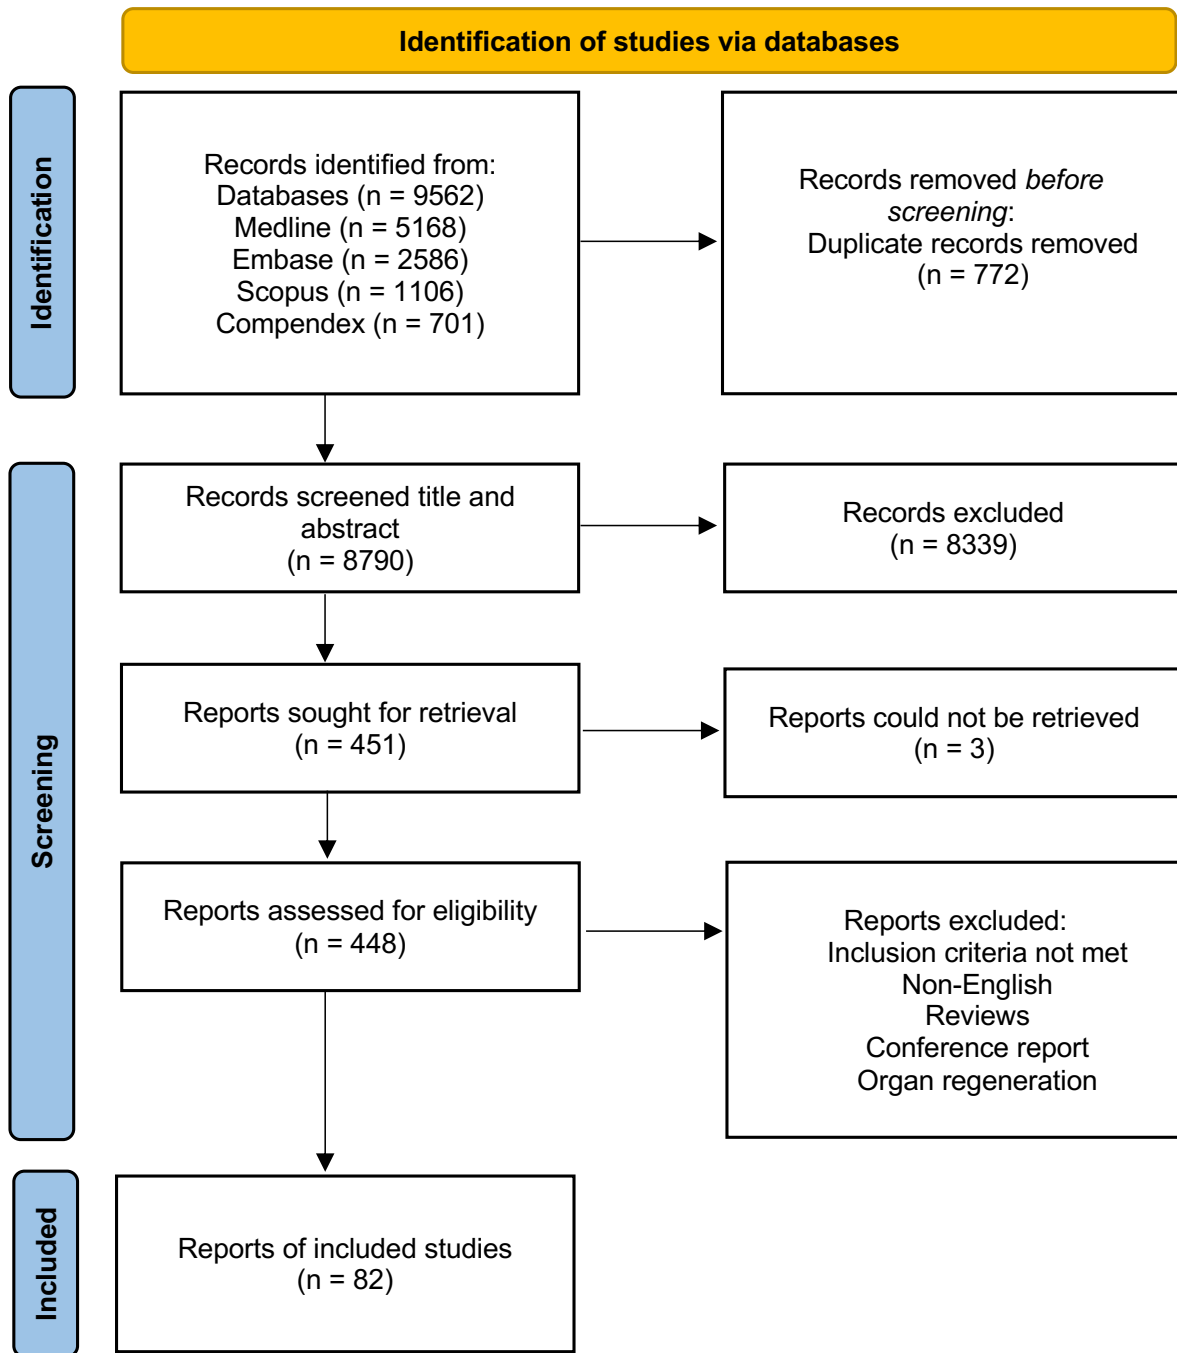 Identification of studies via databases
Identification
Records identified from:
Databases (n = 9562)
Medline (n = 5168)
Embase (n = 2586)
Scopus (n = 1106)
Compendex (n = 701)
Records removed before
screening:
Duplicate records removed
(n = 772)
Screening
Records screened title and
abstract
(n = 8790)
Records excluded
(n = 8339)
Reports sought for retrieval
(n = 451)
Reports could not be retrieved
(n = 3)
Reports assessed for eligibility
(n = 448)
Reports excluded:
Inclusion criteria not met
Non-English
Reviews
Conference report
Organ regeneration
Included
Reports of included studies
(n = 82)